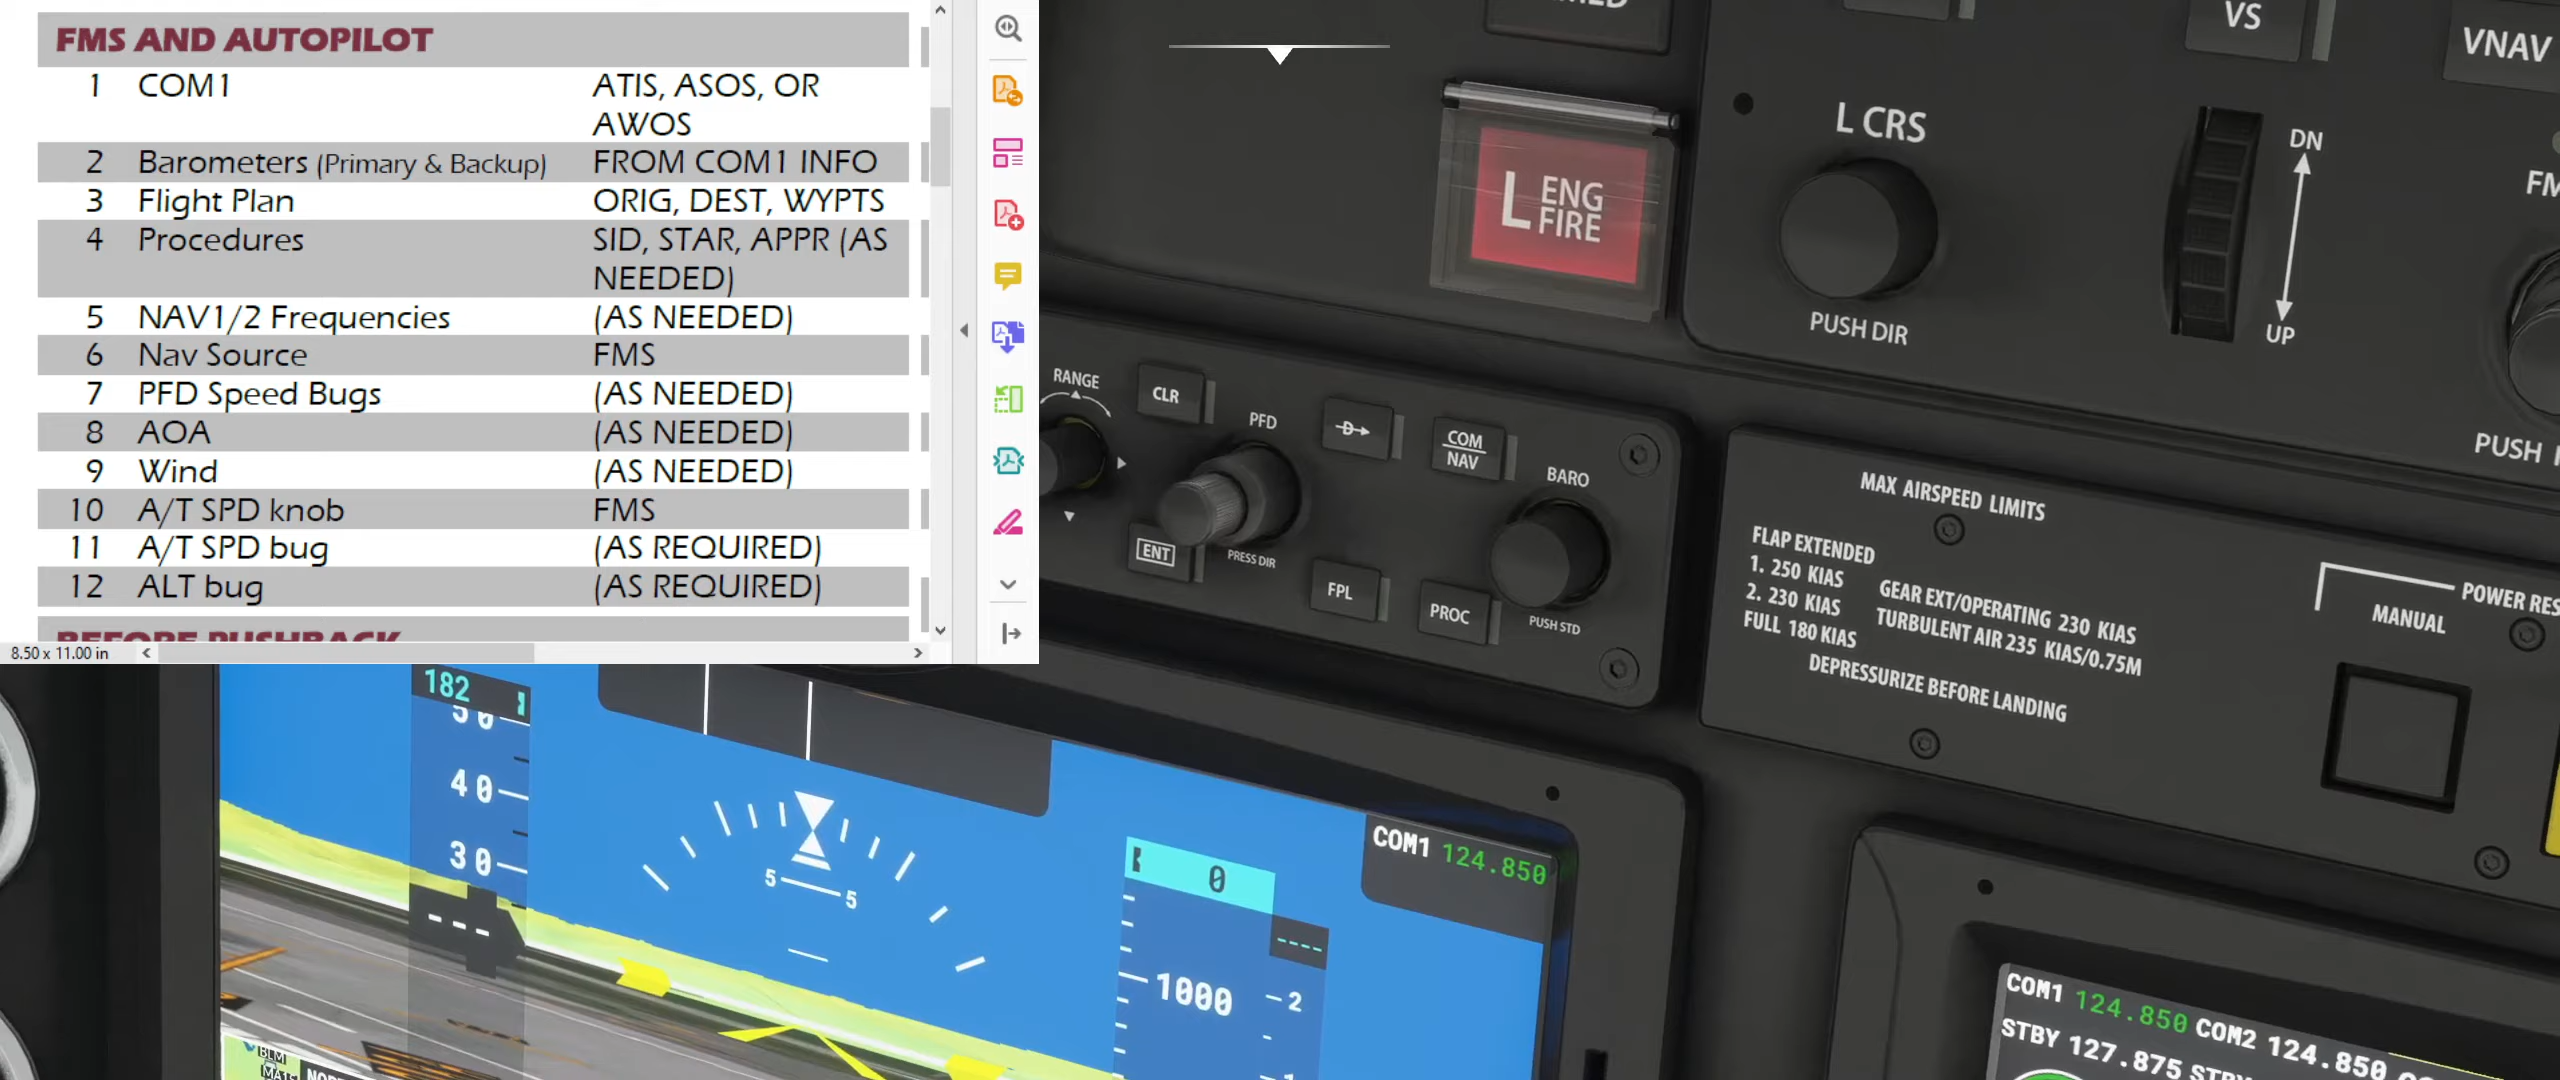 FMS AND AUTOPILOT
1 COM1 ATIS, ASOS, OR
AWOS
2 Barometers (Primary & Backup) FROM COM1 INFO
3 Flight Plan ORIG, DEST, WYPTS
4 Procedures SID, STAR, APPR (AS
NEEDED)
5 NAV1/2 Frequencies (AS NEEDED)
6 Nav Source FMS
7 PFD Speed Bugs (AS NEEDED)
8 AOA (AS NEEDED)
9 Wind (AS NEEDED)
10 A/T SPD knob FMS
11 A/T SPD bug (AS REQUIRED)
12 ALT bug (AS REQUIRED)
BEFORE PUSHBACK
8.50 x 11.00 in
VS
VNAV
L CRS
DN
UP
L ENG
FIRE
PUSH DIR
PUSH
RANGE
CLR
PFD
D
COM
NAV
BARO
ENT
PRESS DIR
FPL
PROC
PUSH STD
MAX AIRSPEED LIMITS
FLAP EXTENDED
1. 250 KIAS
2. 230 KIAS
FULL 180 KIAS
GEAR EXT/OPERATING 230 KIAS
TURBULENT AIR 235 KIAS/0.75M
DEPRESSURIZE BEFORE LANDING
MANUAL
182
40
30
---
5 5
COM1 124.850
0
----
1000
2
BLM
COM1 124.850 COM2 124.850
STBY 127.875